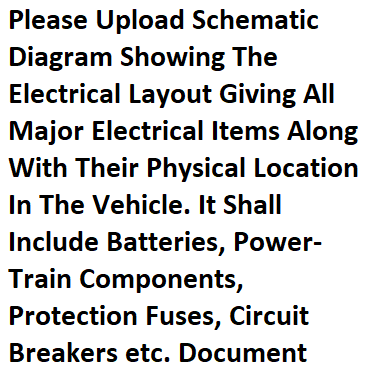 Please Upload Schematic
Diagram Showing The
Electrical Layout Giving All
Major Electrical Items Along
With Their Physical Location
In The Vehicle. It Shall
Include Batteries, Power-
Train Components,
Protection Fuses, Circuit
Breakers etc. Document